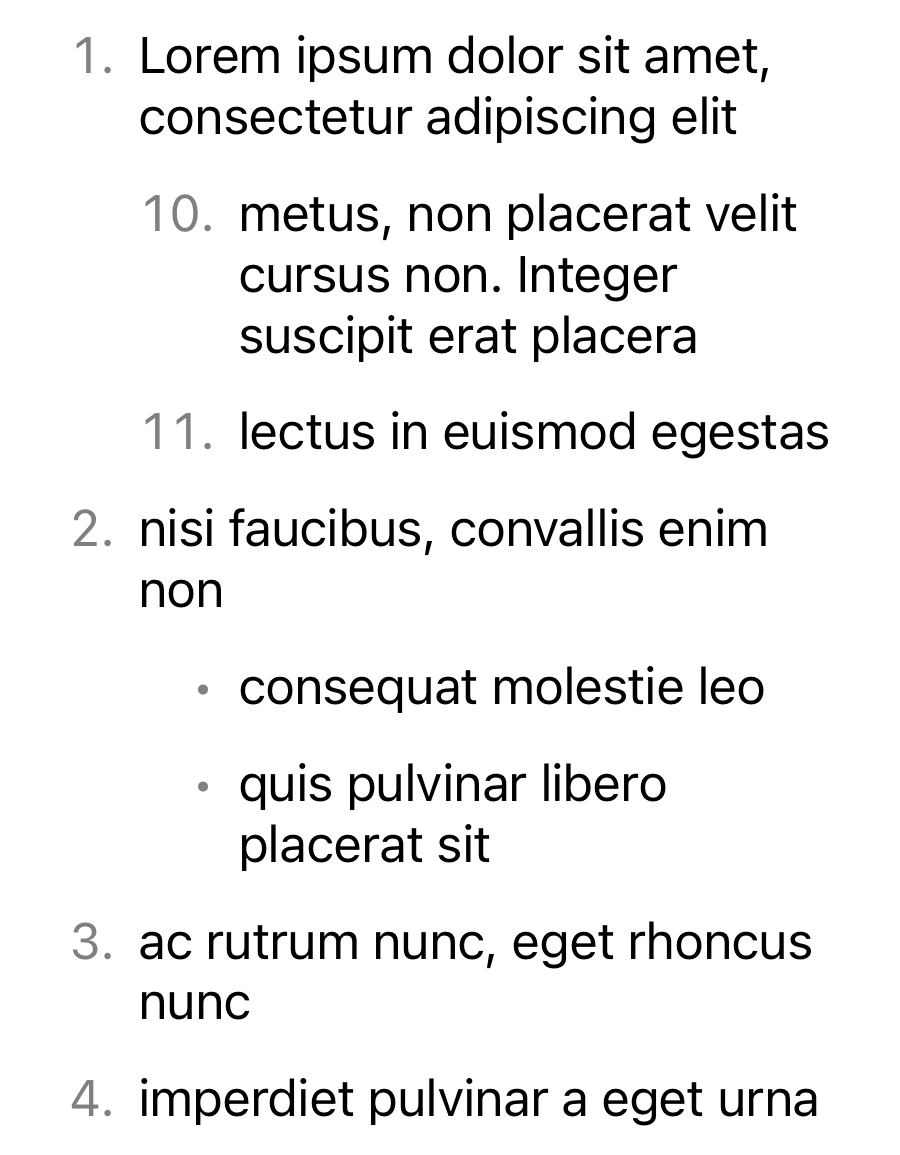 1. Lorem ipsum dolor sit amet,
consectetur adipiscing elit
10. metus, non placerat velit
cursus non. Integer
suscipit erat placera
11. lectus in euismod egestas
2. nisi faucibus, convallis enim
non
• consequat molestie leo
• quis pulvinar libero
placerat sit
3. ac rutrum nunc, eget rhoncus
nunc
4. imperdiet pulvinar a eget urna